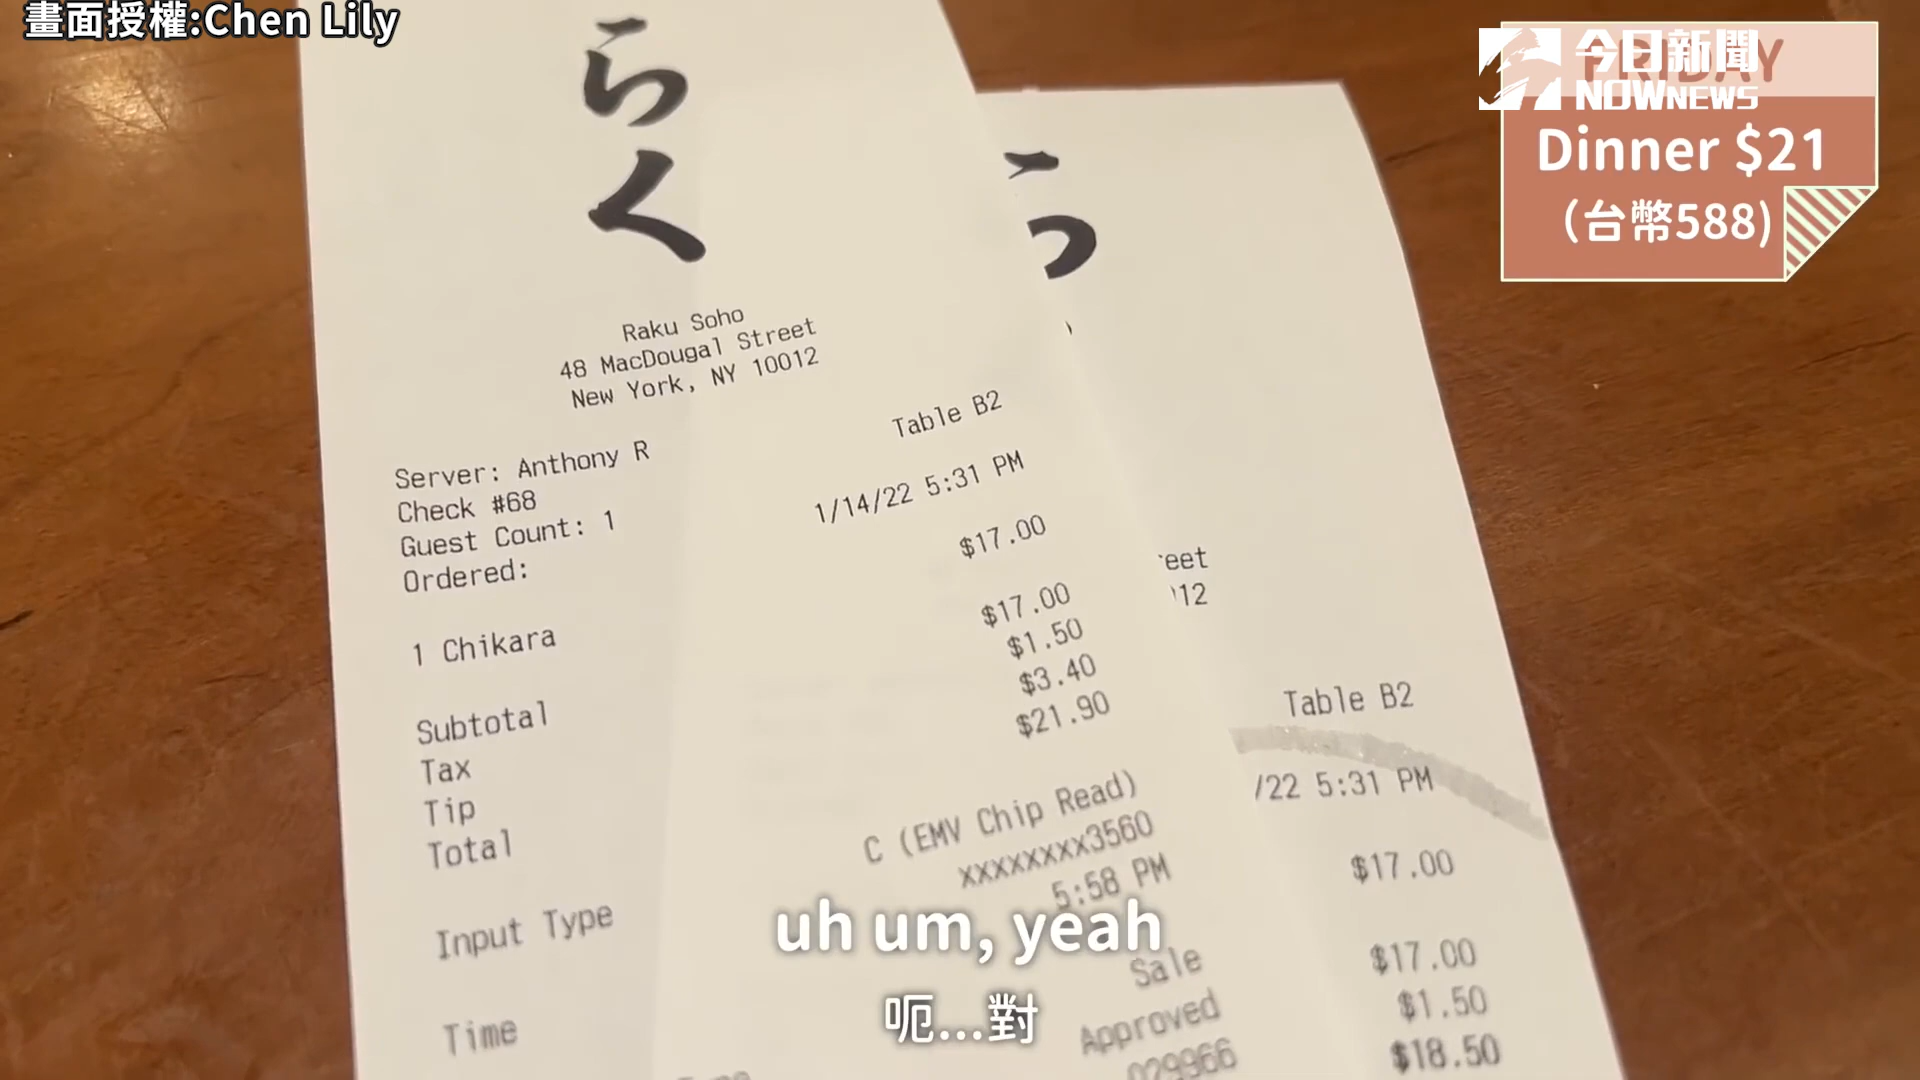 畫面授權:Chen Lily
今日新聞
NOWNEWS
FRIDAY
Dinner $21
(台幣588)
らく
Raku Soho
48 MacDougal Street
New York, NY 10012
Server: Anthony R
Table B2
Check #68
1/14/22 5:31 PM
Guest Count: 1
Ordered:
1 Chikara $17.00
Subtotal $17.00
Tax $1.50
Tip $3.40
Total $21.90
Input Type C (EMV Chip Read)
xxxxxxxx3560
Time 5:58 PM
Sale
Approved
029966
eet
12
Table B2
/22 5:31 PM
$17.00
$17.00
$1.50
$18.50
uh um, yeah
呃...對